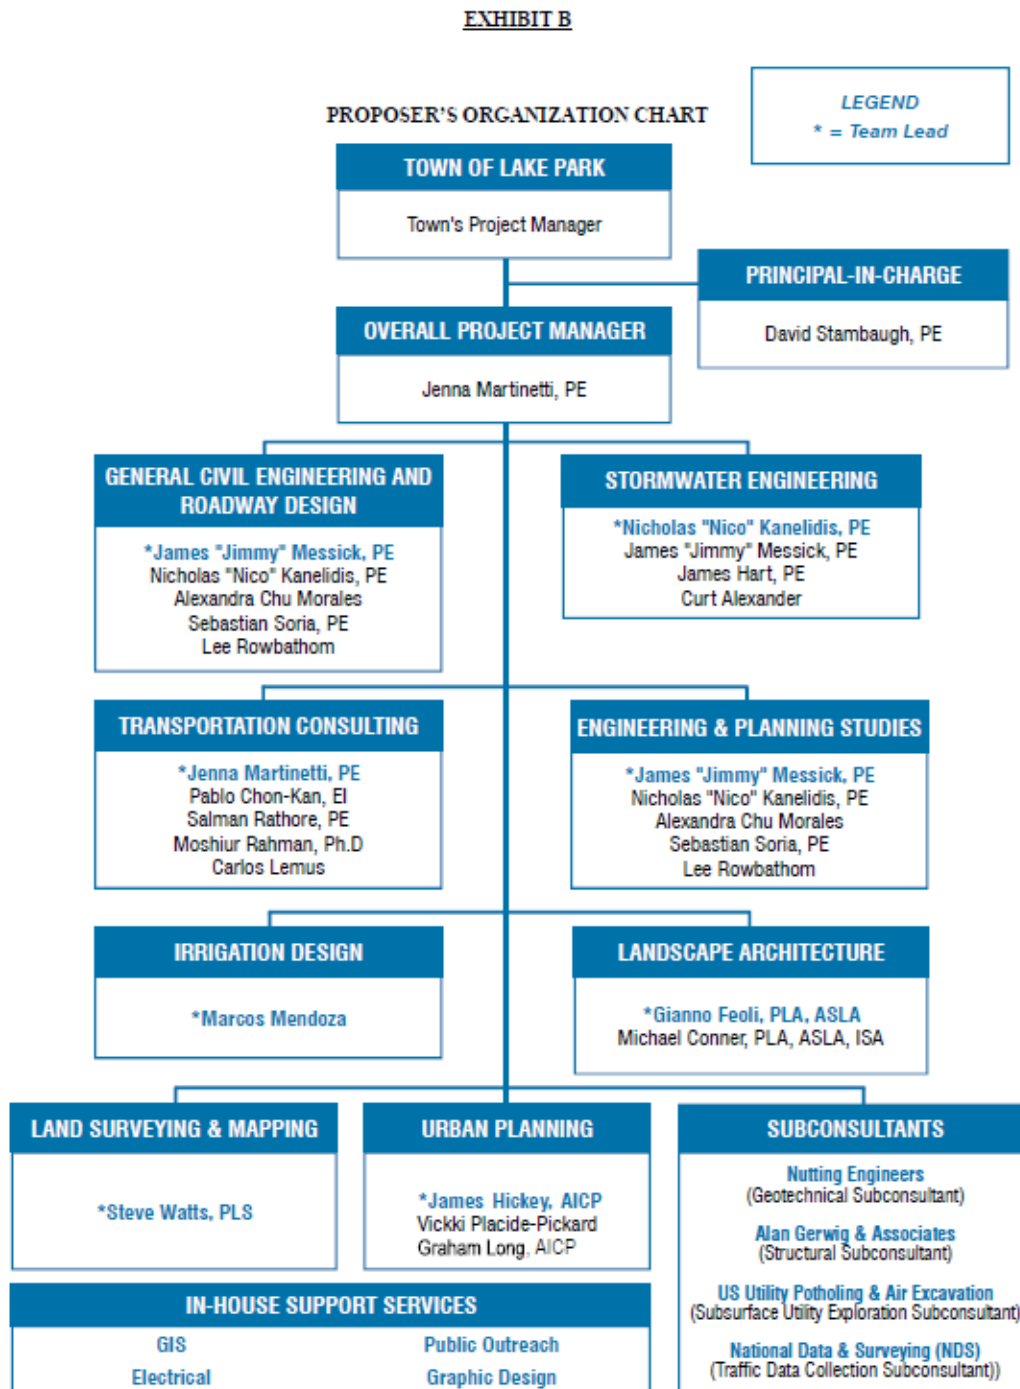 EXHIBIT B
LEGEND
* = Team Lead
PROPOSER'S ORGANIZATION CHART
TOWN OF LAKE PARK
Town's Project Manager
PRINCIPAL-IN-CHARGE
David Stambaugh, PE
OVERALL PROJECT MANAGER
Jenna Martinetti, PE
GENERAL CIVIL ENGINEERING AND
ROADWAY DESIGN
*James "Jimmy" Messick, PE
Nicholas "Nico" Kanelidis, PE
Alexandra Chu Morales
Sebastian Soria, PE
Lee Rowbathom
STORMWATER ENGINEERING
*Nicholas "Nico" Kanelidis, PE
James "Jimmy" Messick, PE
James Hart, PE
Curt Alexander
TRANSPORTATION CONSULTING
*Jenna Martinetti, PE
Pablo Chon-Kan, EI
Salman Rathore, PE
Moshiur Rahman, Ph.D
Carlos Lemus
ENGINEERING & PLANNING STUDIES
*James "Jimmy" Messick, PE
Nicholas "Nico" Kanelidis, PE
Alexandra Chu Morales
Sebastian Soria, PE
Lee Rowbathom
IRRIGATION DESIGN
*Marcos Mendoza
LANDSCAPE ARCHITECTURE
*Gianno Feoli, PLA, ASLA
Michael Conner, PLA, ASLA, ISA
LAND SURVEYING & MAPPING
*Steve Watts, PLS
URBAN PLANNING
*James Hickey, AICP
Vickki Placide-Pickard
Graham Long, AICP
SUBCONSULTANTS
Nutting Engineers
(Geotechnical Subconsultant)
Alan Gerwig & Associates
(Structural Subconsultant)
US Utility Potholing & Air Excavation
(Subsurface Utility Exploration Subconsultant)
National Data & Surveying (NDS)
(Traffic Data Collection Subconsultant))
IN-HOUSE SUPPORT SERVICES
GIS
Public Outreach
Electrical
Graphic Design